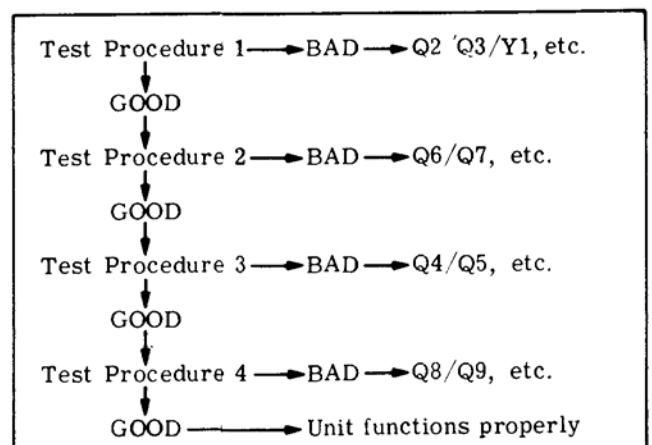 Test Procedure 1 BAD Q2 Q3/Y1, etc.
GOOD
Test Procedure 2 BAD Q6/Q7, etc.
GOOD
Test Procedure 3 BAD Q4/Q5, etc.
GOOD
Test Procedure 4 BAD Q8/Q9, etc.
GOOD Unit functions properly